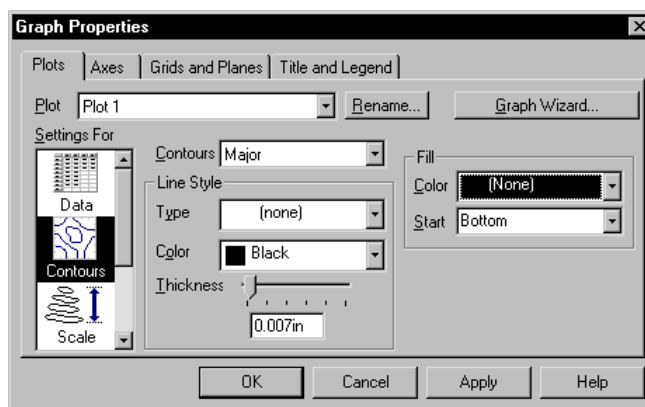 Graph Properties
Plots Axes Grids and Planes Title and Legend
Plot Plot 1 Rename... Graph Wizard...
Settings For
Data
Contours
Scale
Contours Major
Line Style
Type (none)
Color Black
Thickness
0.007in
Fill
Color (None)
Start Bottom
OK Cancel Apply Help